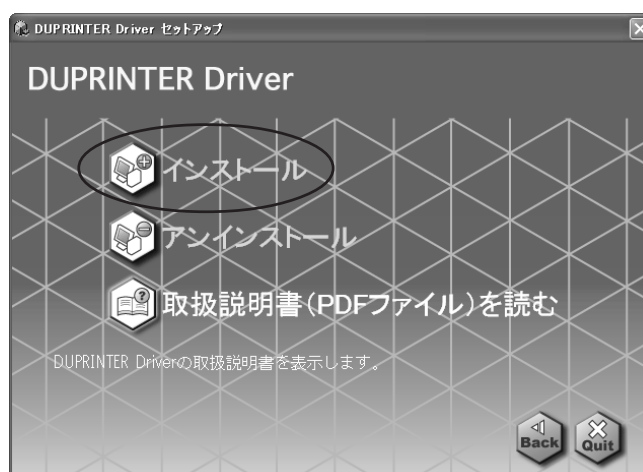 DUPRINTER Driver セットアップ
DUPRINTER Driver
インストール
アンインストール
取扱説明書(PDFファイル)を読む
DUPRINTER Driverの取扱説明書を表示します。
Back
Quit